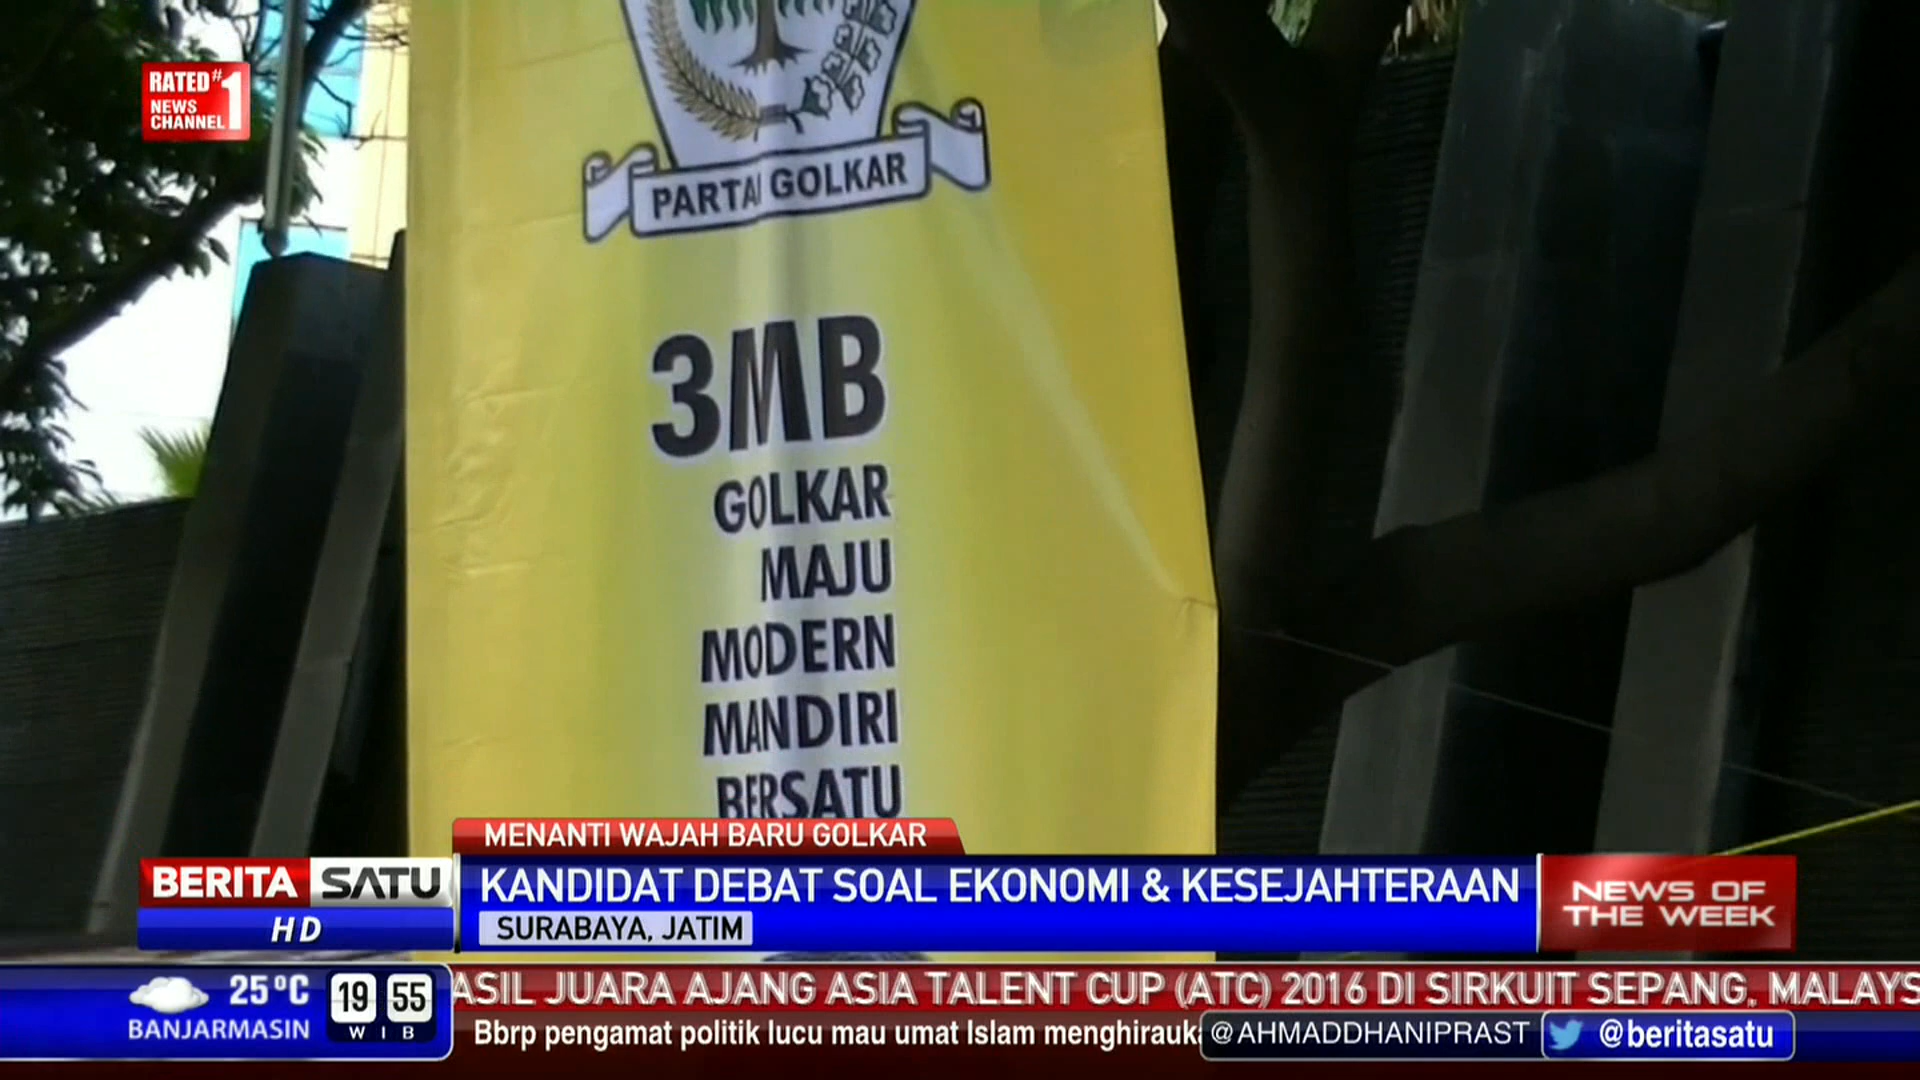 RATED #1
NEWS
CHANNEL
PARTAI GOLKAR
3MB
GOLKAR
MAJU
MODERN
MANDIRI
BERSATU
MENANTI WAJAH BARU GOLKAR
BERITA SATU
HD
KANDIDAT DEBAT SOAL EKONOMI & KESEJAHTERAAN
SURABAYA, JATIM
NEWS OF
THE WEEK
25°C
BANJARMASIN
19 55
WIB
ASIL JUARA AJANG ASIA TALENT CUP (ATC) 2016 DI SIRKUIT SEPANG, MALAYS
Bbrp pengamat politik lucu mau umat Islam menghirauka
@AHMADDHANIPRAST
@beritasatu